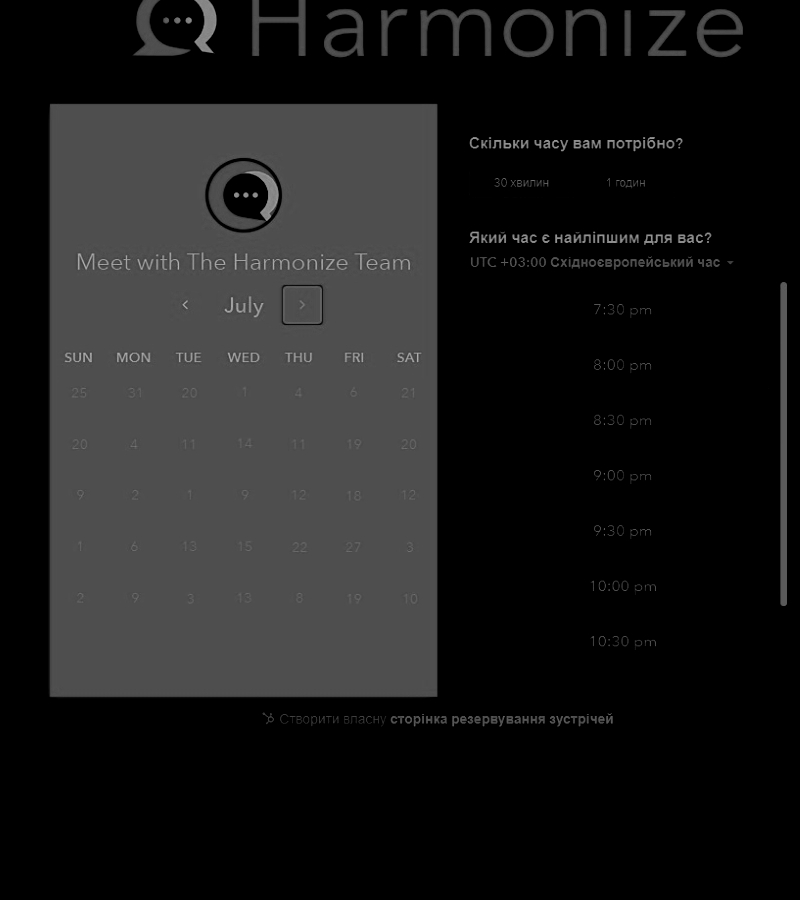 Harmonize
Meet with The Harmonize Team
July
SUN MON TUE WED THU FRI SAT
25 31 20 1 4 6 21
20 4 11 14 11 19 20
9 2 1 9 12 18 12
1 6 13 15 22 27 3
2 9 3 13 8 19 10
Скільки часу вам потрібно?
30 хвилин 1 годин
Який час є найліпшим для вас?
UTC +03:00 Східноєвропейський час
7:30 pm
8:00 pm
8:30 pm
9:00 pm
9:30 pm
10:00 pm
10:30 pm
Створити власну сторінка резервування зустрічей